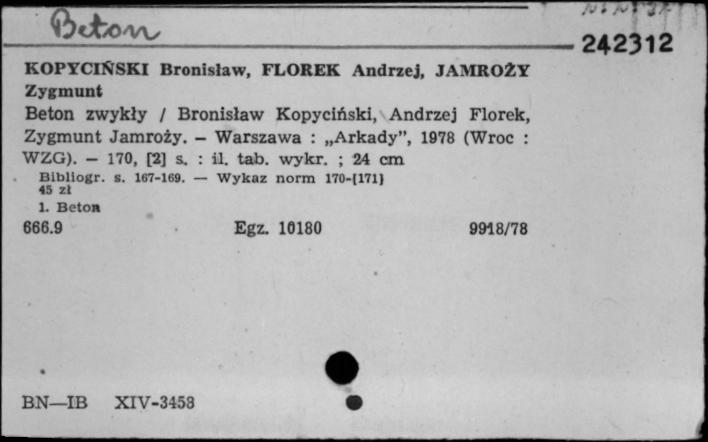 Beton
242312
KOPYCIŃSKI Bronisław, FLOREK Andrzej, JAMROŻY
Zygmunt
Beton zwykły / Bronisław Kopyciński, Andrzej Florek,
Zygmunt Jamroży. — Warszawa : „Arkady”, 1978 (Wroc :
WZG). — 170, [2] s. : il. tab. wykr. ; 24 cm
Bibliogr. s. 167-169. — Wykaz norm 170-[171]
45 zł
1. Beton
666.9 Egz. 10180 9918/78
BN—IB XIV-3458